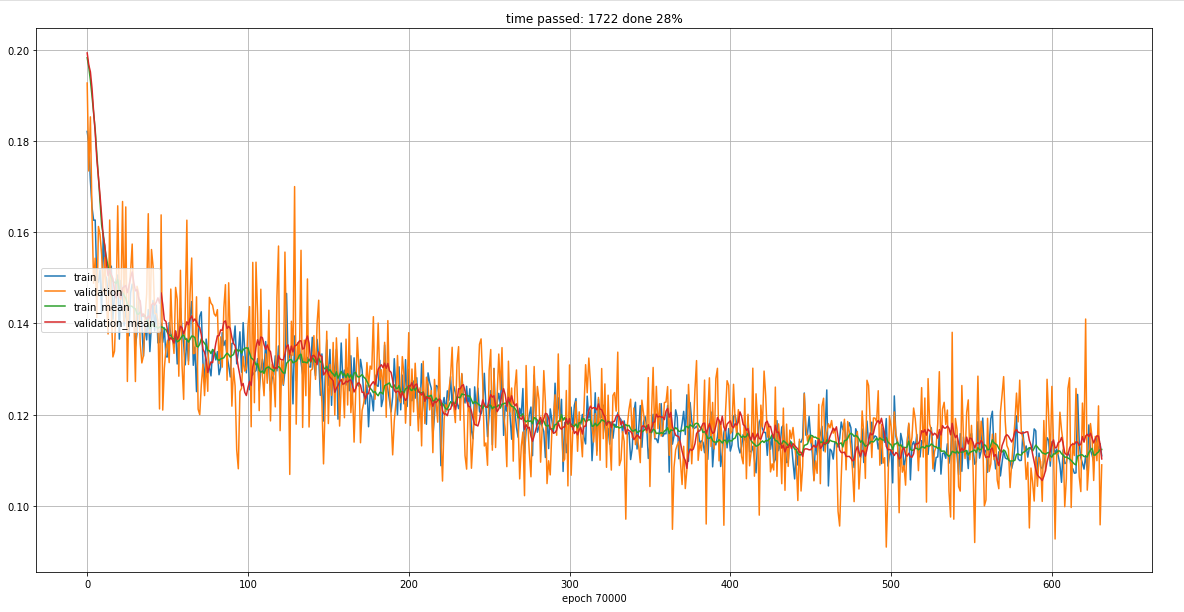 time passed: 1722 done 28%
0.20
0.18
0.16
0.14
0.12
0.10
train
validation
train_mean
validation_mean
0 100 200 300 400 500 600
epoch 70000